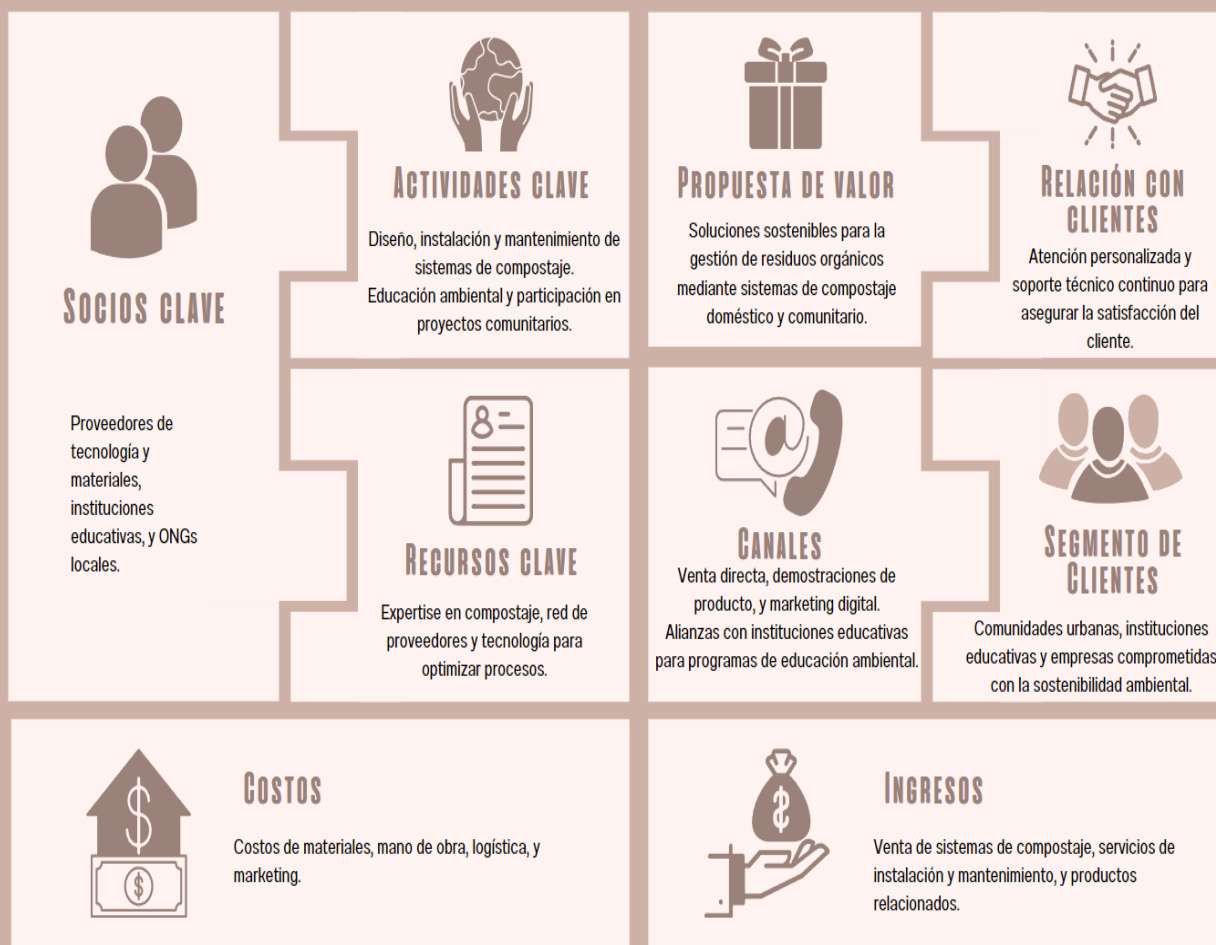 SOCIOS CLAVE
Proveedores de
tecnología y
materiales,
instituciones
educativas, y ONGs
locales.
ACTIVIDADES CLAVE
Diseño, instalación y mantenimiento de
sistemas de compostaje.
Educación ambiental y participación en
proyectos comunitarios.
RECURSOS CLAVE
Expertise en compostaje, red de
proveedores y tecnología para
optimizar procesos.
PROPUESTA DE VALOR
Soluciones sostenibles para la
gestión de residuos orgánicos
mediante sistemas de compostaje
doméstico y comunitario.
CANALES
Venta directa, demostraciones de
producto, y marketing digital.
Alianzas con instituciones educativas
para programas de educación ambiental.
RELACIÓN CON
CLIENTES
Atención personalizada y
soporte técnico continuo para
asegurar la satisfacción del
cliente.
SEGMENTO DE
CLIENTES
Comunidades urbanas, instituciones
educativas y empresas comprometidas
con la sostenibilidad ambiental.
COSTOS
Costos de materiales, mano de obra, logística, y
marketing.
INGRESOS
Venta de sistemas de compostaje, servicios de
instalación y mantenimiento, y productos
relacionados.